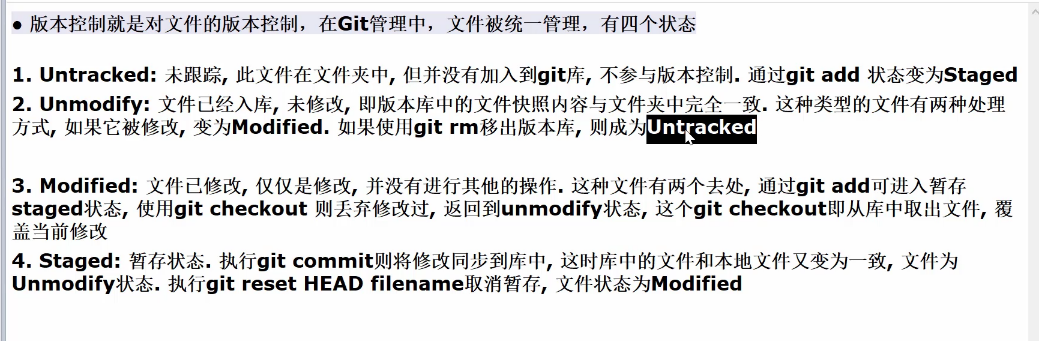 ● 版本控制就是对文件的版本控制，在Git管理中，文件被统一管理，有四个状态
1. Untracked: 未跟踪, 此文件在文件夹中, 但并没有加入到git库, 不参与版本控制. 通过git add 状态变为Staged
2. Unmodify: 文件已经入库, 未修改, 即版本库中的文件快照内容与文件夹中完全一致. 这种类型的文件有两种处理
方式, 如果它被修改, 变为Modified. 如果使用git rm移出版本库, 则成为Untracked
3. Modified: 文件已修改, 仅仅是修改, 并没有进行其他的操作. 这种文件有两个去处, 通过git add可进入暂存
staged状态, 使用git checkout 则丢弃修改过, 返回到unmodify状态, 这个git checkout即从库中取出文件, 覆
盖当前修改
4. Staged: 暂存状态. 执行git commit则将修改同步到库中, 这时库中的文件和本地文件又变为一致, 文件为
Unmodify状态. 执行git reset HEAD filename取消暂存, 文件状态为Modified